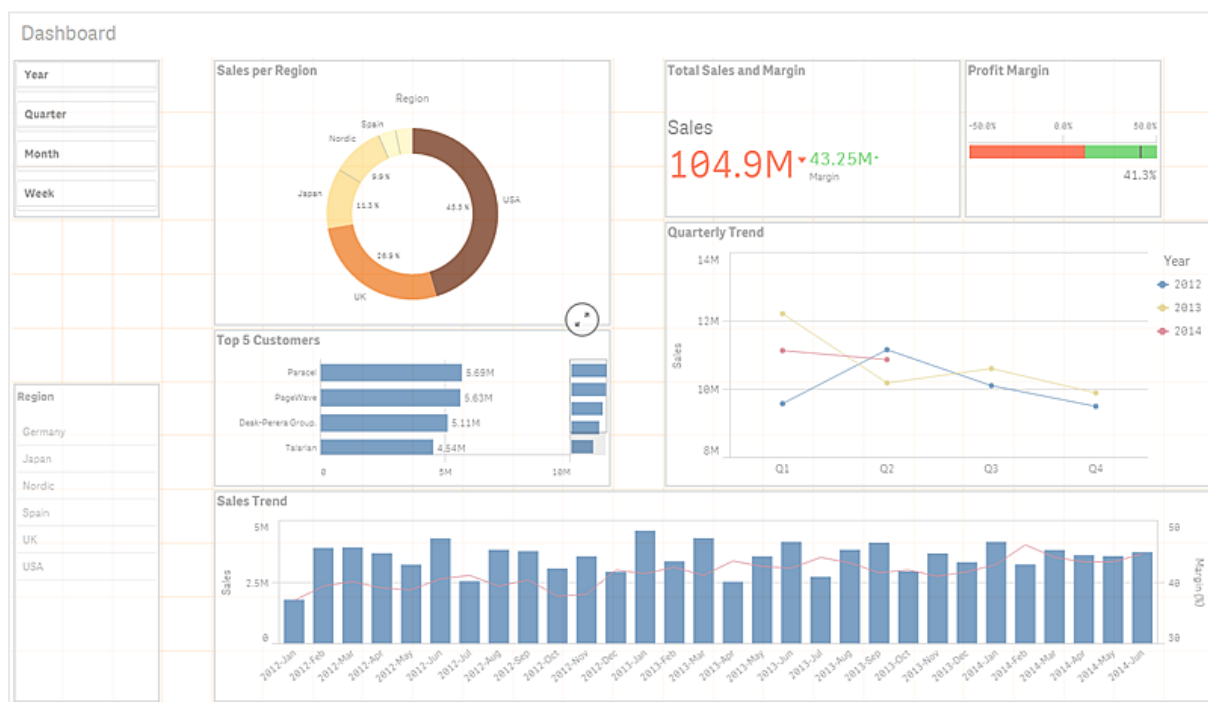 Dashboard
Year
Quarter
Month
Week
Region
Germany
Japan
Nordic
Spain
UK
USA
Sales per Region
Region
Spain
Nordic
Japan
USA
UK
9.9%
11.3%
45.5%
26.9%
Top 5 Customers
Paracel 5.69M
PageWave 5.63M
Desk-Perera Group. 5.11M
Talarian 4.54M
0 5M 10M
Total Sales and Margin
Sales
104.9M 43.25M
Margin
Profit Margin
-50.0% 0.0% 50.0%
41.3%
Quarterly Trend
14M
12M
10M
8M
Sales
Q1 Q2 Q3 Q4
Year
2012
2013
2014
Sales Trend
5M
2.5M
0
Sales
50
40
30
Margin (%)
2012-Jan 2012-Feb 2012-Mar 2012-Apr 2012-May 2012-Jun 2012-Jul 2012-Aug 2012-Sep 2012-Oct 2012-Nov 2012-Dec 2013-Jan 2013-Feb 2013-Mar 2013-Apr 2013-May 2013-Jun 2013-Jul 2013-Aug 2013-Sep 2013-Oct 2013-Nov 2013-Dec 2014-Jan 2014-Feb 2014-Mar 2014-Apr 2014-May 2014-Jun